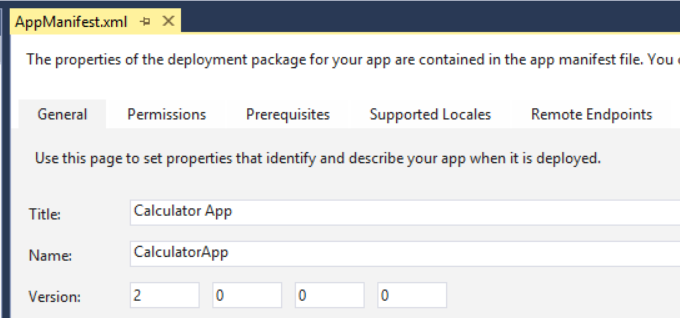 AppManifest.xml
The properties of the deployment package for your app are contained in the app manifest file. You
General Permissions Prerequisites Supported Locales Remote Endpoints
Use this page to set properties that identify and describe your app when it is deployed.
Title: Calculator App
Name: CalculatorApp
Version: 2 0 0 0